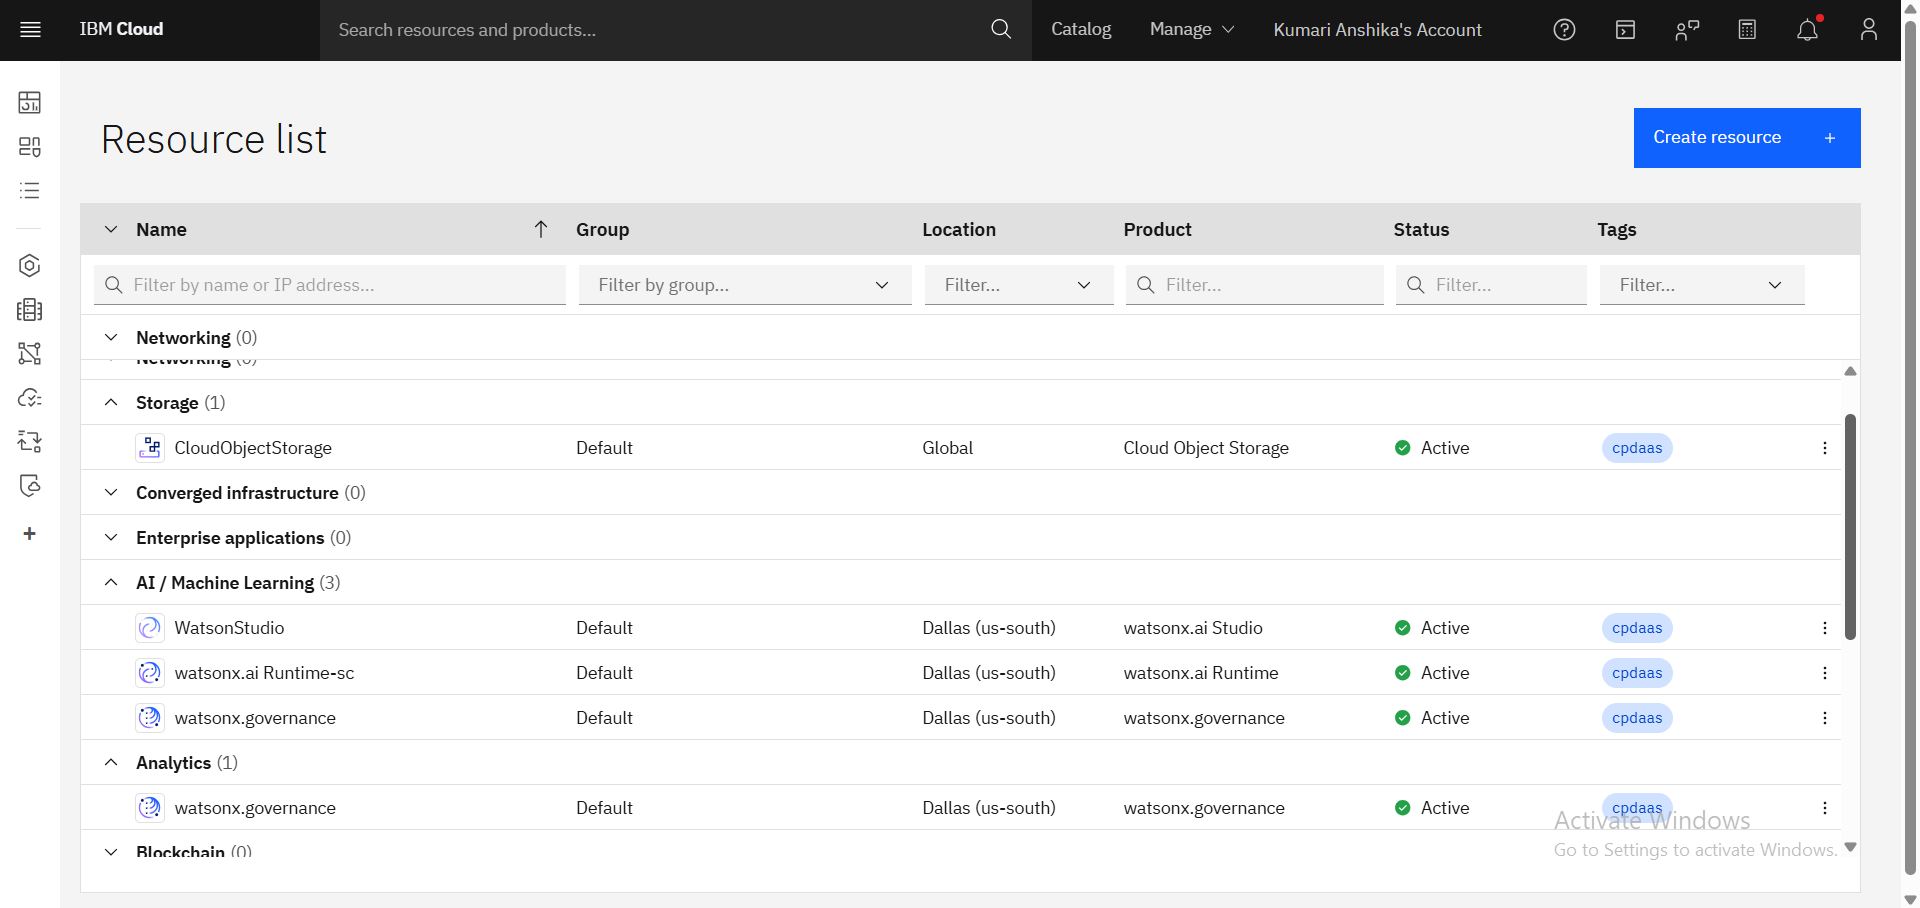 IBM Cloud
Search resources and products...
Catalog
Manage
Kumari Anshika's Account
Resource list
Create resource +
Name Group Location Product Status Tags
Filter by name or IP address... Filter by group... Filter... Filter... Filter... Filter...
Networking (0)
Networking (0)
Storage (1)
CloudObjectStorage Default Global Cloud Object Storage Active cpdaas
Converged infrastructure (0)
Enterprise applications (0)
AI / Machine Learning (3)
WatsonStudio Default Dallas (us-south) watsonx.ai Studio Active cpdaas
watsonx.ai Runtime-sc Default Dallas (us-south) watsonx.ai Runtime Active cpdaas
watsonx.governance Default Dallas (us-south) watsonx.governance Active cpdaas
Analytics (1)
watsonx.governance Default Dallas (us-south) watsonx.governance Active cpdaas
Activate Windows
Go to Settings to activate Windows.
Blockchain (0)